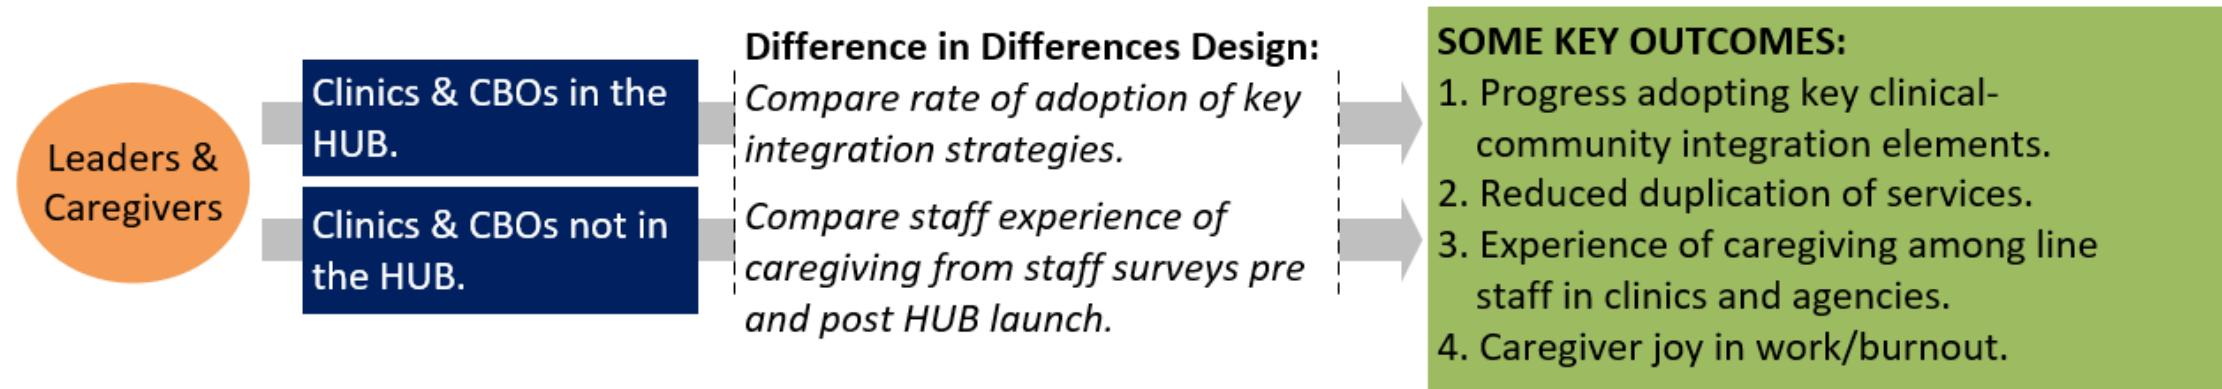 Leaders &
Caregivers
Clinics & CBOs in the
HUB.
Clinics & CBOs not in
the HUB.
Difference in Differences Design:
Compare rate of adoption of key
integration strategies.
Compare staff experience of
caregiving from staff surveys pre
and post HUB launch.
SOME KEY OUTCOMES:
1. Progress adopting key clinical-
community integration elements.
2. Reduced duplication of services.
3. Experience of caregiving among line
staff in clinics and agencies.
4. Caregiver joy in work/burnout.